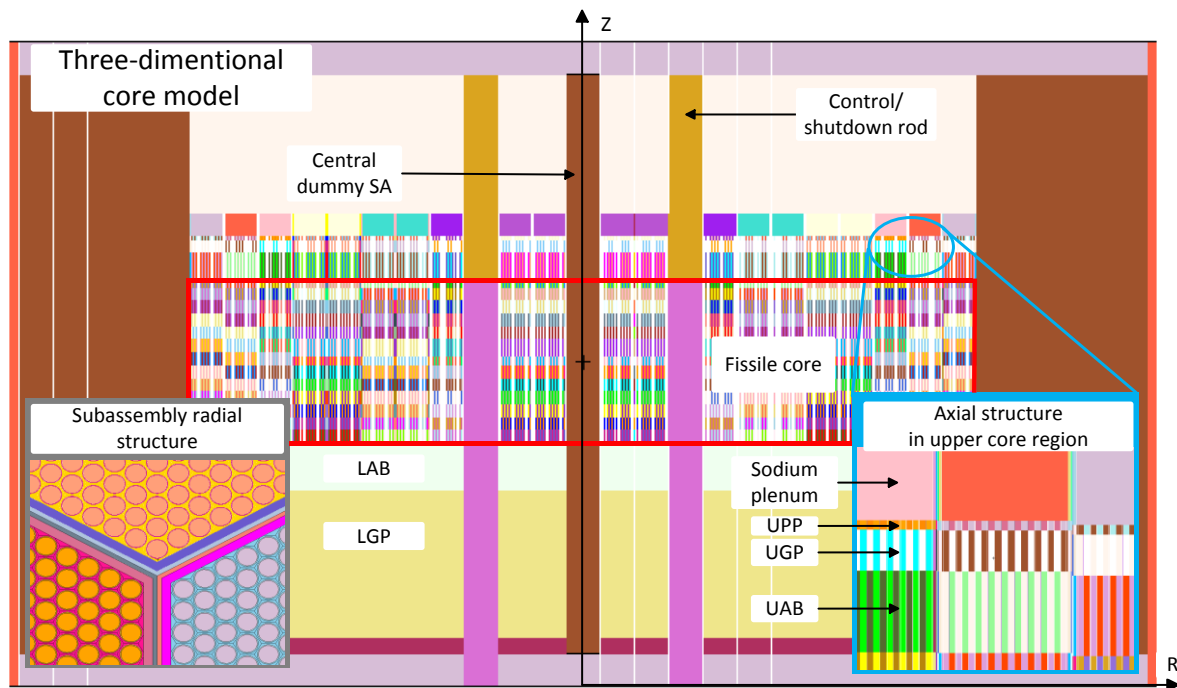 Z
Three-dimentional
core model
Control/
shutdown rod
Central
dummy SA
Fissile core
Subassembly radial
structure
Axial structure
in upper core region
LAB
Sodium
plenum
LGP
UPP
UGP
UAB
R